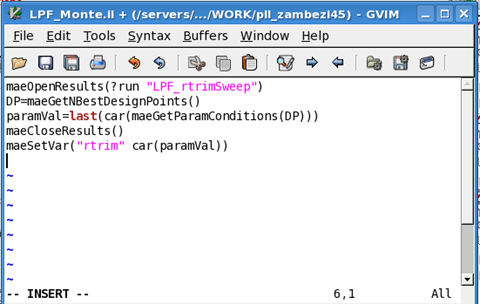 LPF_Monte.il + (/servers/.../WORK/pll_zambezi45) - GVIM
File Edit Tools Syntax Buffers Window Help
maeOpenResults(?run "LPF_rtrimSweep")
DP=maeGetNBestDesignPoints()
paramVal=last(car(maeGetParamConditions(DP)))
maeCloseResults()
maeSetVar("rtrim" car(paramVal))
~
~
~
~
~
~
~
~
-- INSERT -- 6,1 All